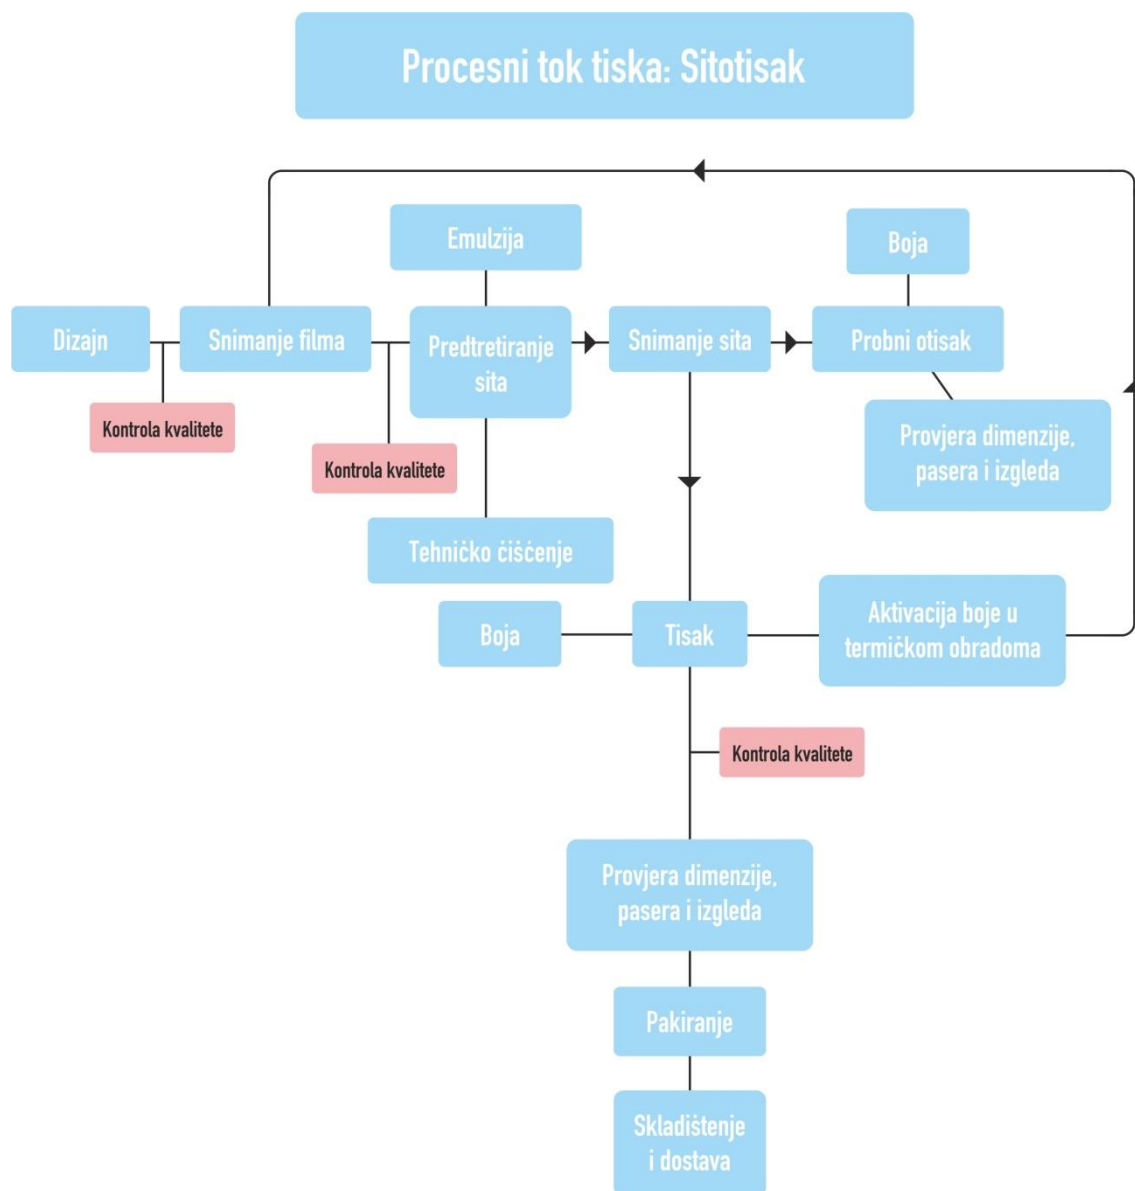 Procesni tok tiska: Sitotisak
Emulzija
Boja
Dizajn
Snimanje filma
Predtretiranje
sita
Snimanje sita
Probni otisak
Kontrola kvalitete
Kontrola kvalitete
Provjera dimenzije,
pasera i izgleda
Tehničko ćišćenje
Boja
Tisak
Aktivacija boje u
termičkom obradoma
Kontrola kvalitete
Provjera dimenzije,
pasera i izgleda
Pakiranje
Skladištenje
i dostava